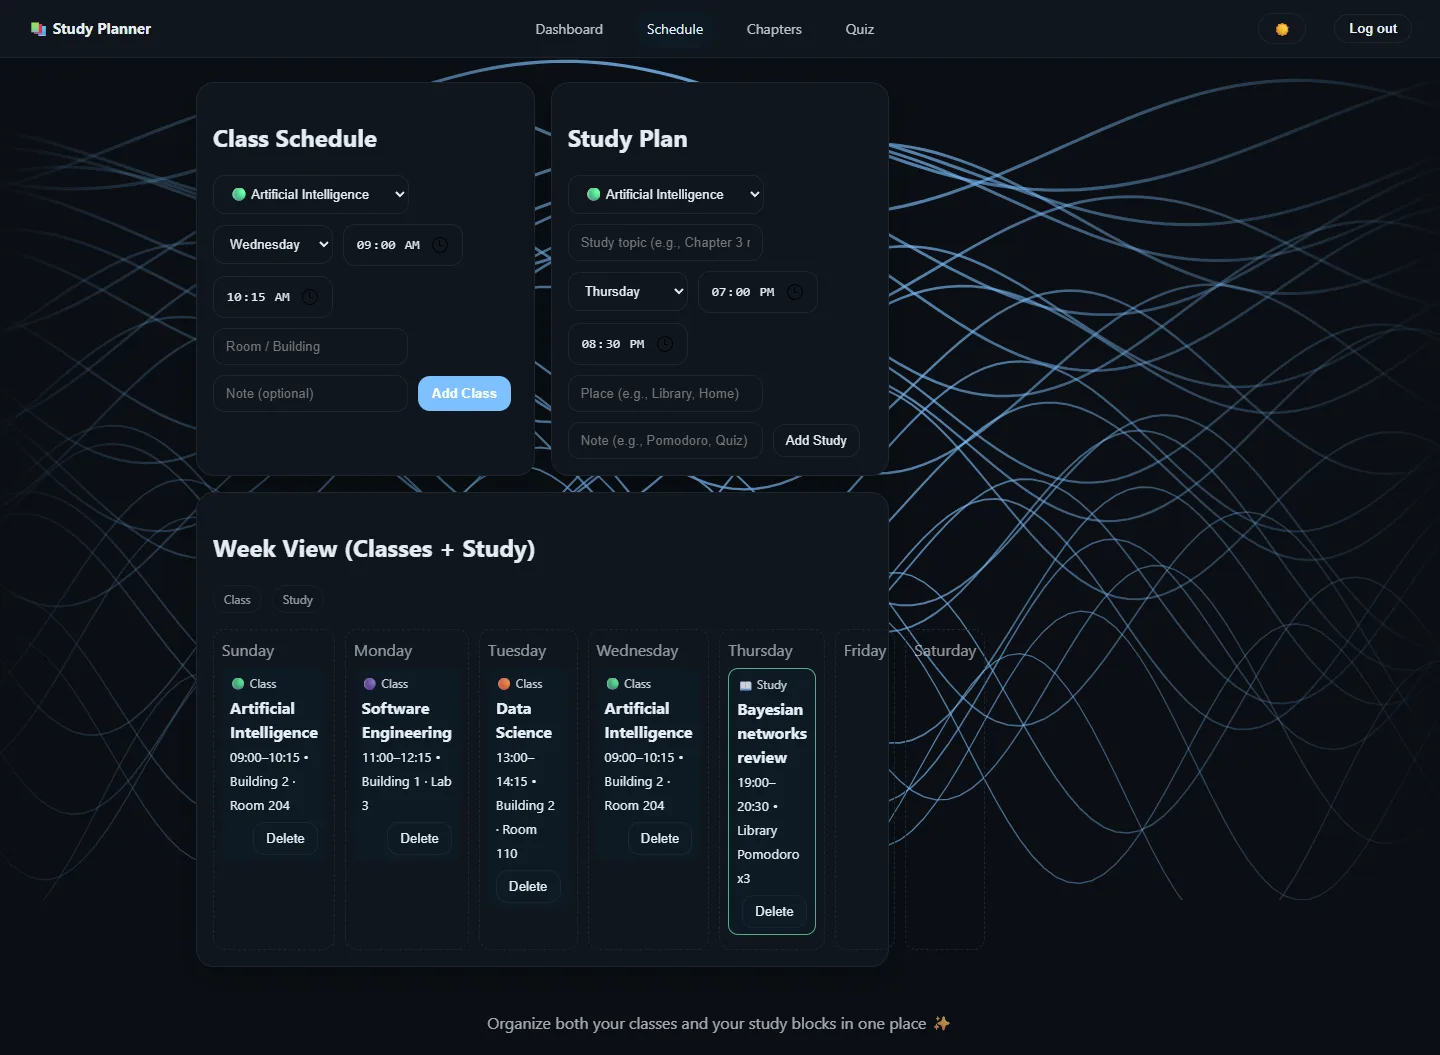 📚 Study Planner
Dashboard
Schedule
Chapters
Quiz
Log out
Class Schedule
Artificial Intelligence
Wednesday
09:00 AM
10:15 AM
Room / Building
Note (optional)
Add Class
Study Plan
Artificial Intelligence
Study topic (e.g., Chapter 3 r
Thursday
07:00 PM
08:30 PM
Place (e.g., Library, Home)
Note (e.g., Pomodoro, Quiz)
Add Study
Week View (Classes + Study)
Class
Study
Sunday
Class
Artificial
Intelligence
09:00–10:15 •
Building 2 ·
Room 204
Delete
Monday
Class
Software
Engineering
11:00–12:15 •
Building 1 · Lab
3
Delete
Tuesday
Class
Data
Science
13:00–
14:15 •
Building 2
· Room
110
Delete
Wednesday
Class
Artificial
Intelligence
09:00–10:15 •
Building 2 ·
Room 204
Delete
Thursday
📖 Study
Bayesian
networks
review
19:00–
20:30 •
Library
Pomodoro
x3
Delete
Friday
Saturday
Organize both your classes and your study blocks in one place ✨